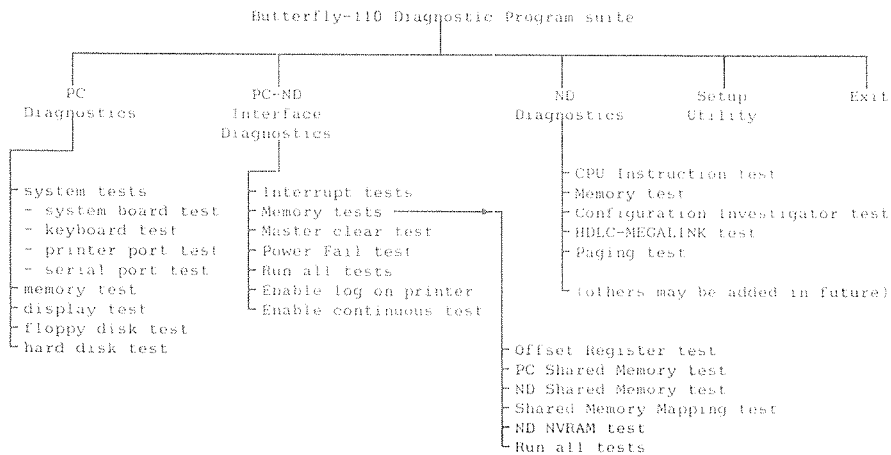 Butterfly-110 Diagnostic Program suite
PC
Diagnostics
PC-ND
Interface
Diagnostics
ND
Diagnostics
Setup
Utility
Exit
system tests
- system board test
- keyboard test
- printer port test
- serial port test
memory test
display test
floppy disk test
hard disk test
Interrupt tests
Memory tests
Master clear test
Power Fail test
Run all tests
Enable log on printer
Enable continuous test
CPU Instruction test
Memory test
Configuration Investigator test
HDLC-MEGALINK test
Paging test
(others may be added in future)
Offset Register test
PC Shared Memory test
ND Shared Memory test
Shared Memory Mapping test
ND NVRAM test
Run all tests